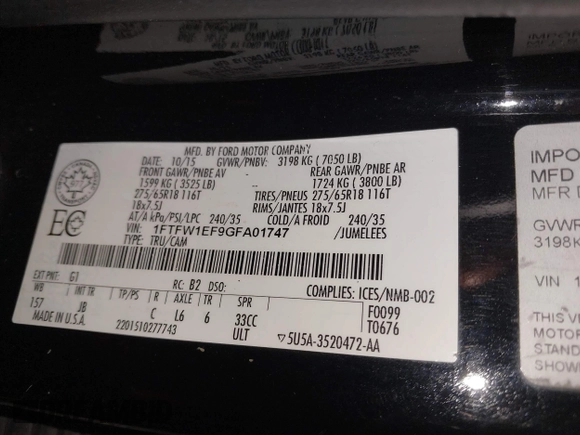 MFD. BY FORD MOTOR COMPANY
DATE: 10/15 GVWR/PNBV: 3198 KG ( 7050 LB)
FRONT GAWR/PNBE AV REAR GAWR/PNBE AR
1599 KG ( 3525 LB) 1724 KG ( 3800 LB)
275/65R18 116T TIRES/PNEUS 275/65R18 116T
18x7.5J RIMS/JANTES 18x7.5J
AT/A kPa/PSI/LPC 240/35 COLD/A FROID 240/35
VIN: 1FTFW1EF9GFA01747 /JUMELEES
TYPE: TRU/CAM
EC
EXT PNT: G1 RC: B2 DSO: COMPLIES: ICES/NMB-002
WB INT TR TP/PS R AXLE TR SPR F0099
157 JB C L6 6 33CC T0676
MADE IN U.S.A. ULT 5U5A-3520472-AA
2201510277743
IMPO
MFD
MFR
GVWR
3198K
VIN 1
THIS V
MOTOR
STAND
SHOW